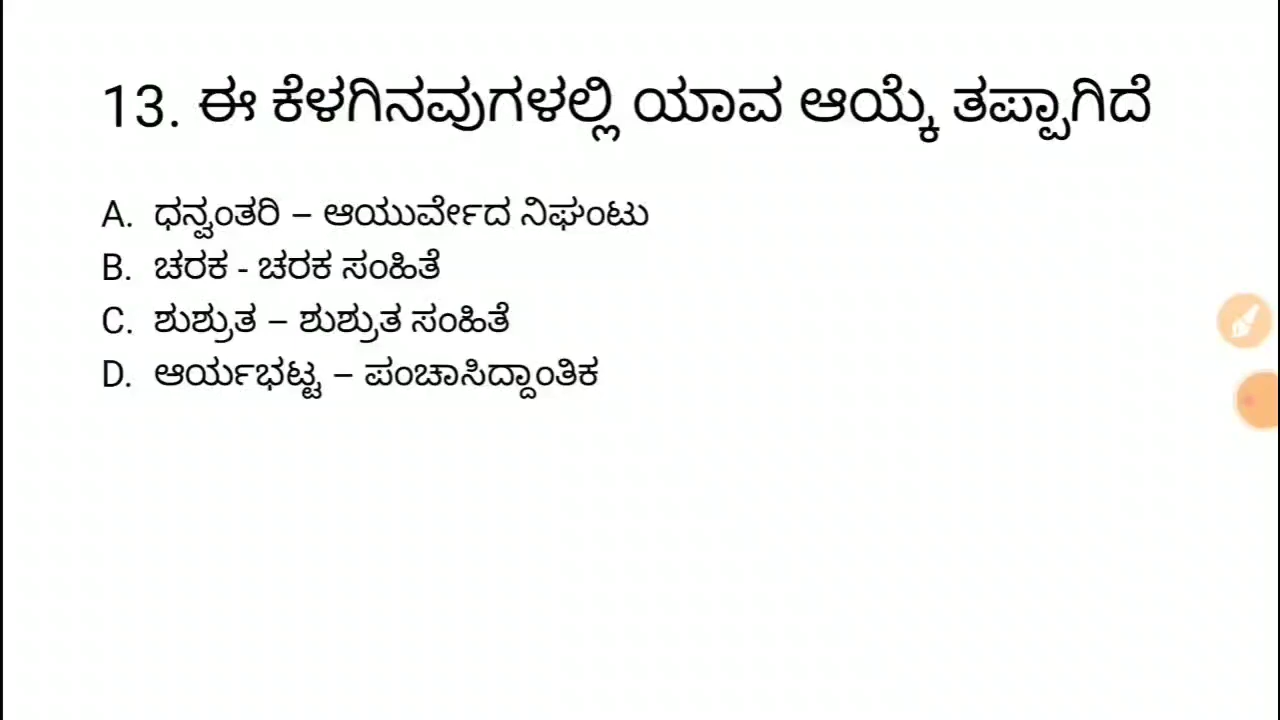 13. ಈ ಕೆಳಗಿನವುಗಳಲ್ಲಿ ಯಾವ ಆಯ್ಕೆ ತಪ್ಪಾಗಿದೆ
A. ಧನ್ವಂತರಿ – ಆಯುರ್ವೇದ ನಿಘಂಟು
B. ಚರಕ - ಚರಕ ಸಂಹಿತೆ
C. ಶುಶ್ರುತ – ಶುಶ್ರುತ ಸಂಹಿತೆ
D. ಆರ್ಯಭಟ್ಟ – ಪಂಚಾಸಿದ್ದಾಂತಿಕ